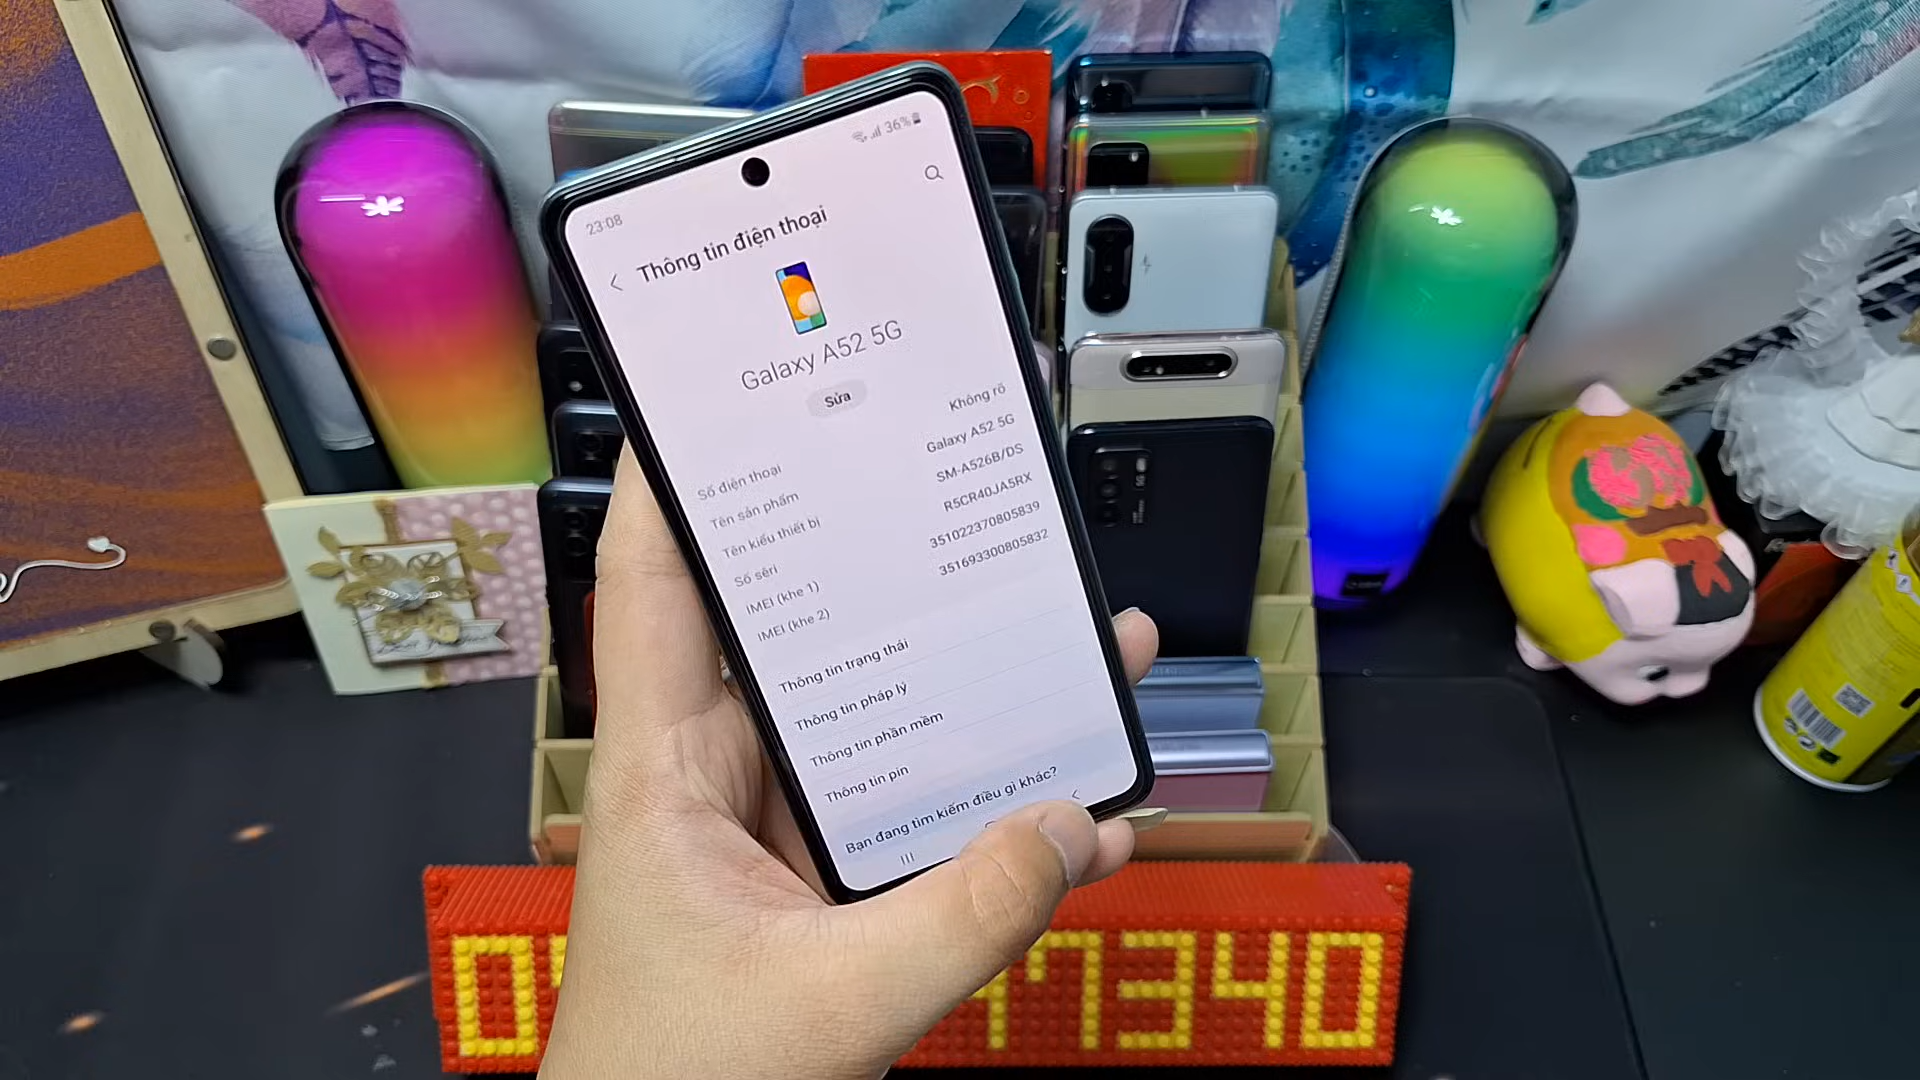 23:08
36%
Thông tin điện thoại
Galaxy A52 5G
Sửa
Số điện thoại Không rõ
Tên sản phẩm Galaxy A52 5G
Tên kiểu thiết bị SM-A526B/DS
Số sêri R5CR40JA5RX
IMEI (khe 1) 351022370805839
IMEI (khe 2) 351693300805832
Thông tin trạng thái
Thông tin pháp lý
Thông tin phần mềm
Thông tin pin
Bạn đang tìm kiếm điều gì khác?
7340